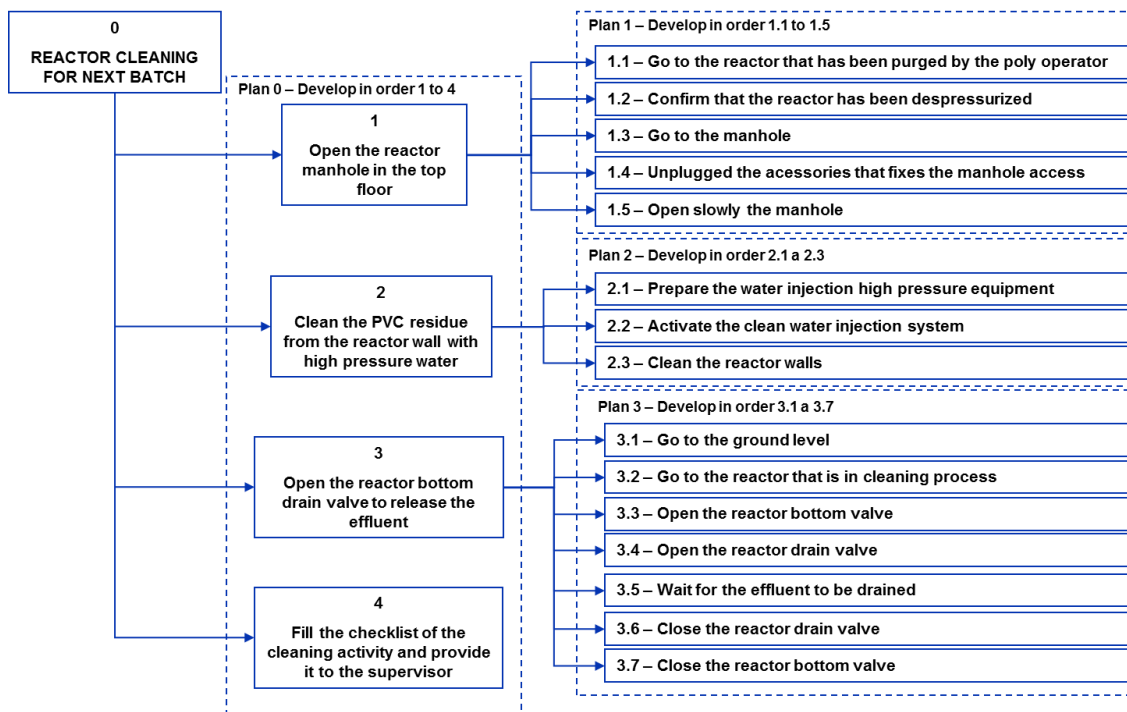 0
REACTOR CLEANING
FOR NEXT BATCH
Plan 0 – Develop in order 1 to 4
1
Open the reactor
manhole in the top
floor
2
Clean the PVC residue
from the reactor wall with
high pressure water
3
Open the reactor bottom
drain valve to release the
effluent
4
Fill the checklist of the
cleaning activity and provide
it to the supervisor
Plan 1 – Develop in order 1.1 to 1.5
1.1 – Go to the reactor that has been purged by the poly operator
1.2 – Confirm that the reactor has been despressurized
1.3 – Go to the manhole
1.4 – Unplugged the acessories that fixes the manhole access
1.5 – Open slowly the manhole
Plan 2 – Develop in order 2.1 a 2.3
2.1 – Prepare the water injection high pressure equipment
2.2 – Activate the clean water injection system
2.3 – Clean the reactor walls
Plan 3 – Develop in order 3.1 a 3.7
3.1 – Go to the ground level
3.2 – Go to the reactor that is in cleaning process
3.3 – Open the reactor bottom valve
3.4 – Open the reactor drain valve
3.5 – Wait for the effluent to be drained
3.6 – Close the reactor drain valve
3.7 – Close the reactor bottom valve